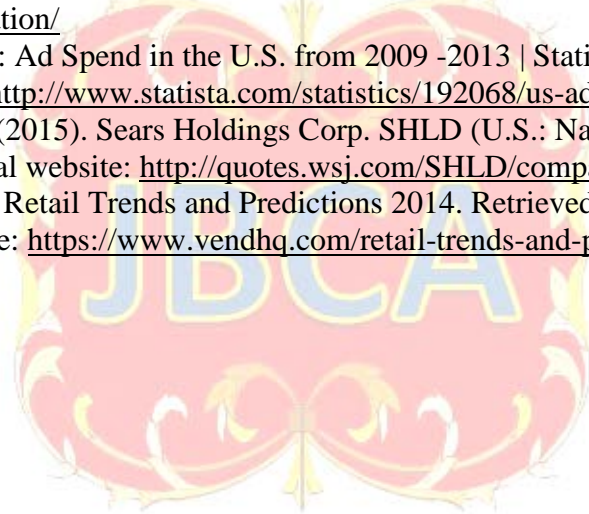 tion/
: Ad Spend in the U.S. from 2009 -2013 | Stati
http://www.statista.com/statistics/192068/us-ad
(2015). Sears Holdings Corp. SHLD (U.S.: Na
al website: http://quotes.wsj.com/SHLD/compa
Retail Trends and Predictions 2014. Retrieved
e: https://www.vendhq.com/retail-trends-and-p
JBCA